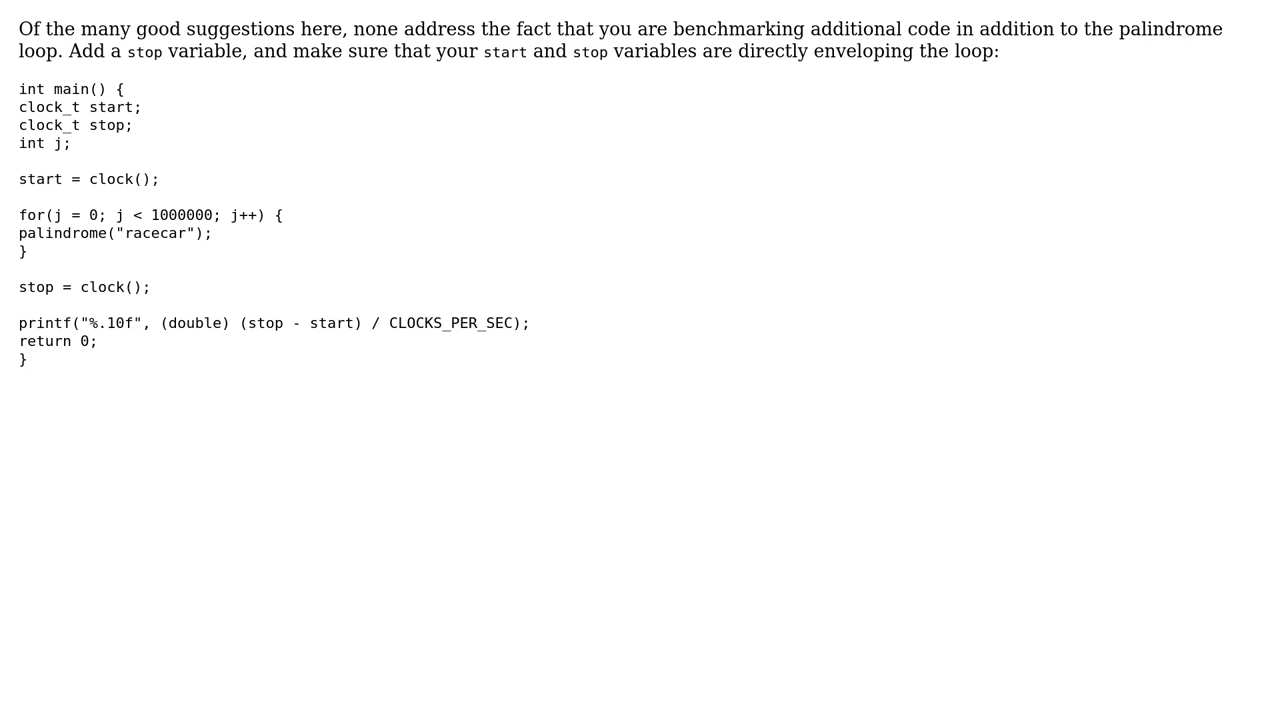 Of the many good suggestions here, none address the fact that you are benchmarking additional code in addition to the palindrome
loop. Add a stop variable, and make sure that your start and stop variables are directly enveloping the loop:
int main() {
clock_t start;
clock_t stop;
int j;
start = clock();
for(j = 0; j < 1000000; j++) {
palindrome("racecar");
}
stop = clock();
printf("%.10f", (double) (stop - start) / CLOCKS_PER_SEC);
return 0;
}